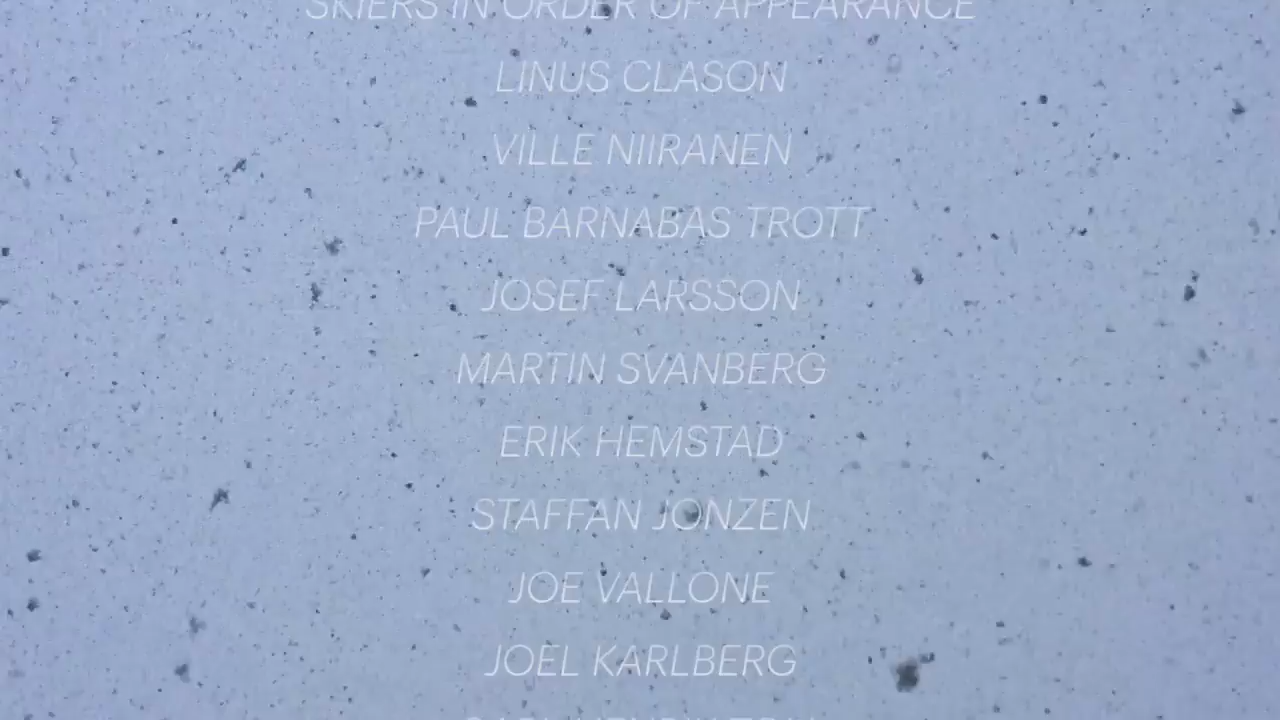 SKIERS IN ORDER OF APPEARANCE
LINUS CLASON
VILLE NIIRANEN
PAUL BARNABAS TROTT
JOSEF LARSSON
MARTIN SVANBERG
ERIK HEMSTAD
STAFFAN JONZEN
JOE VALLONE
JOEL KARLBERG